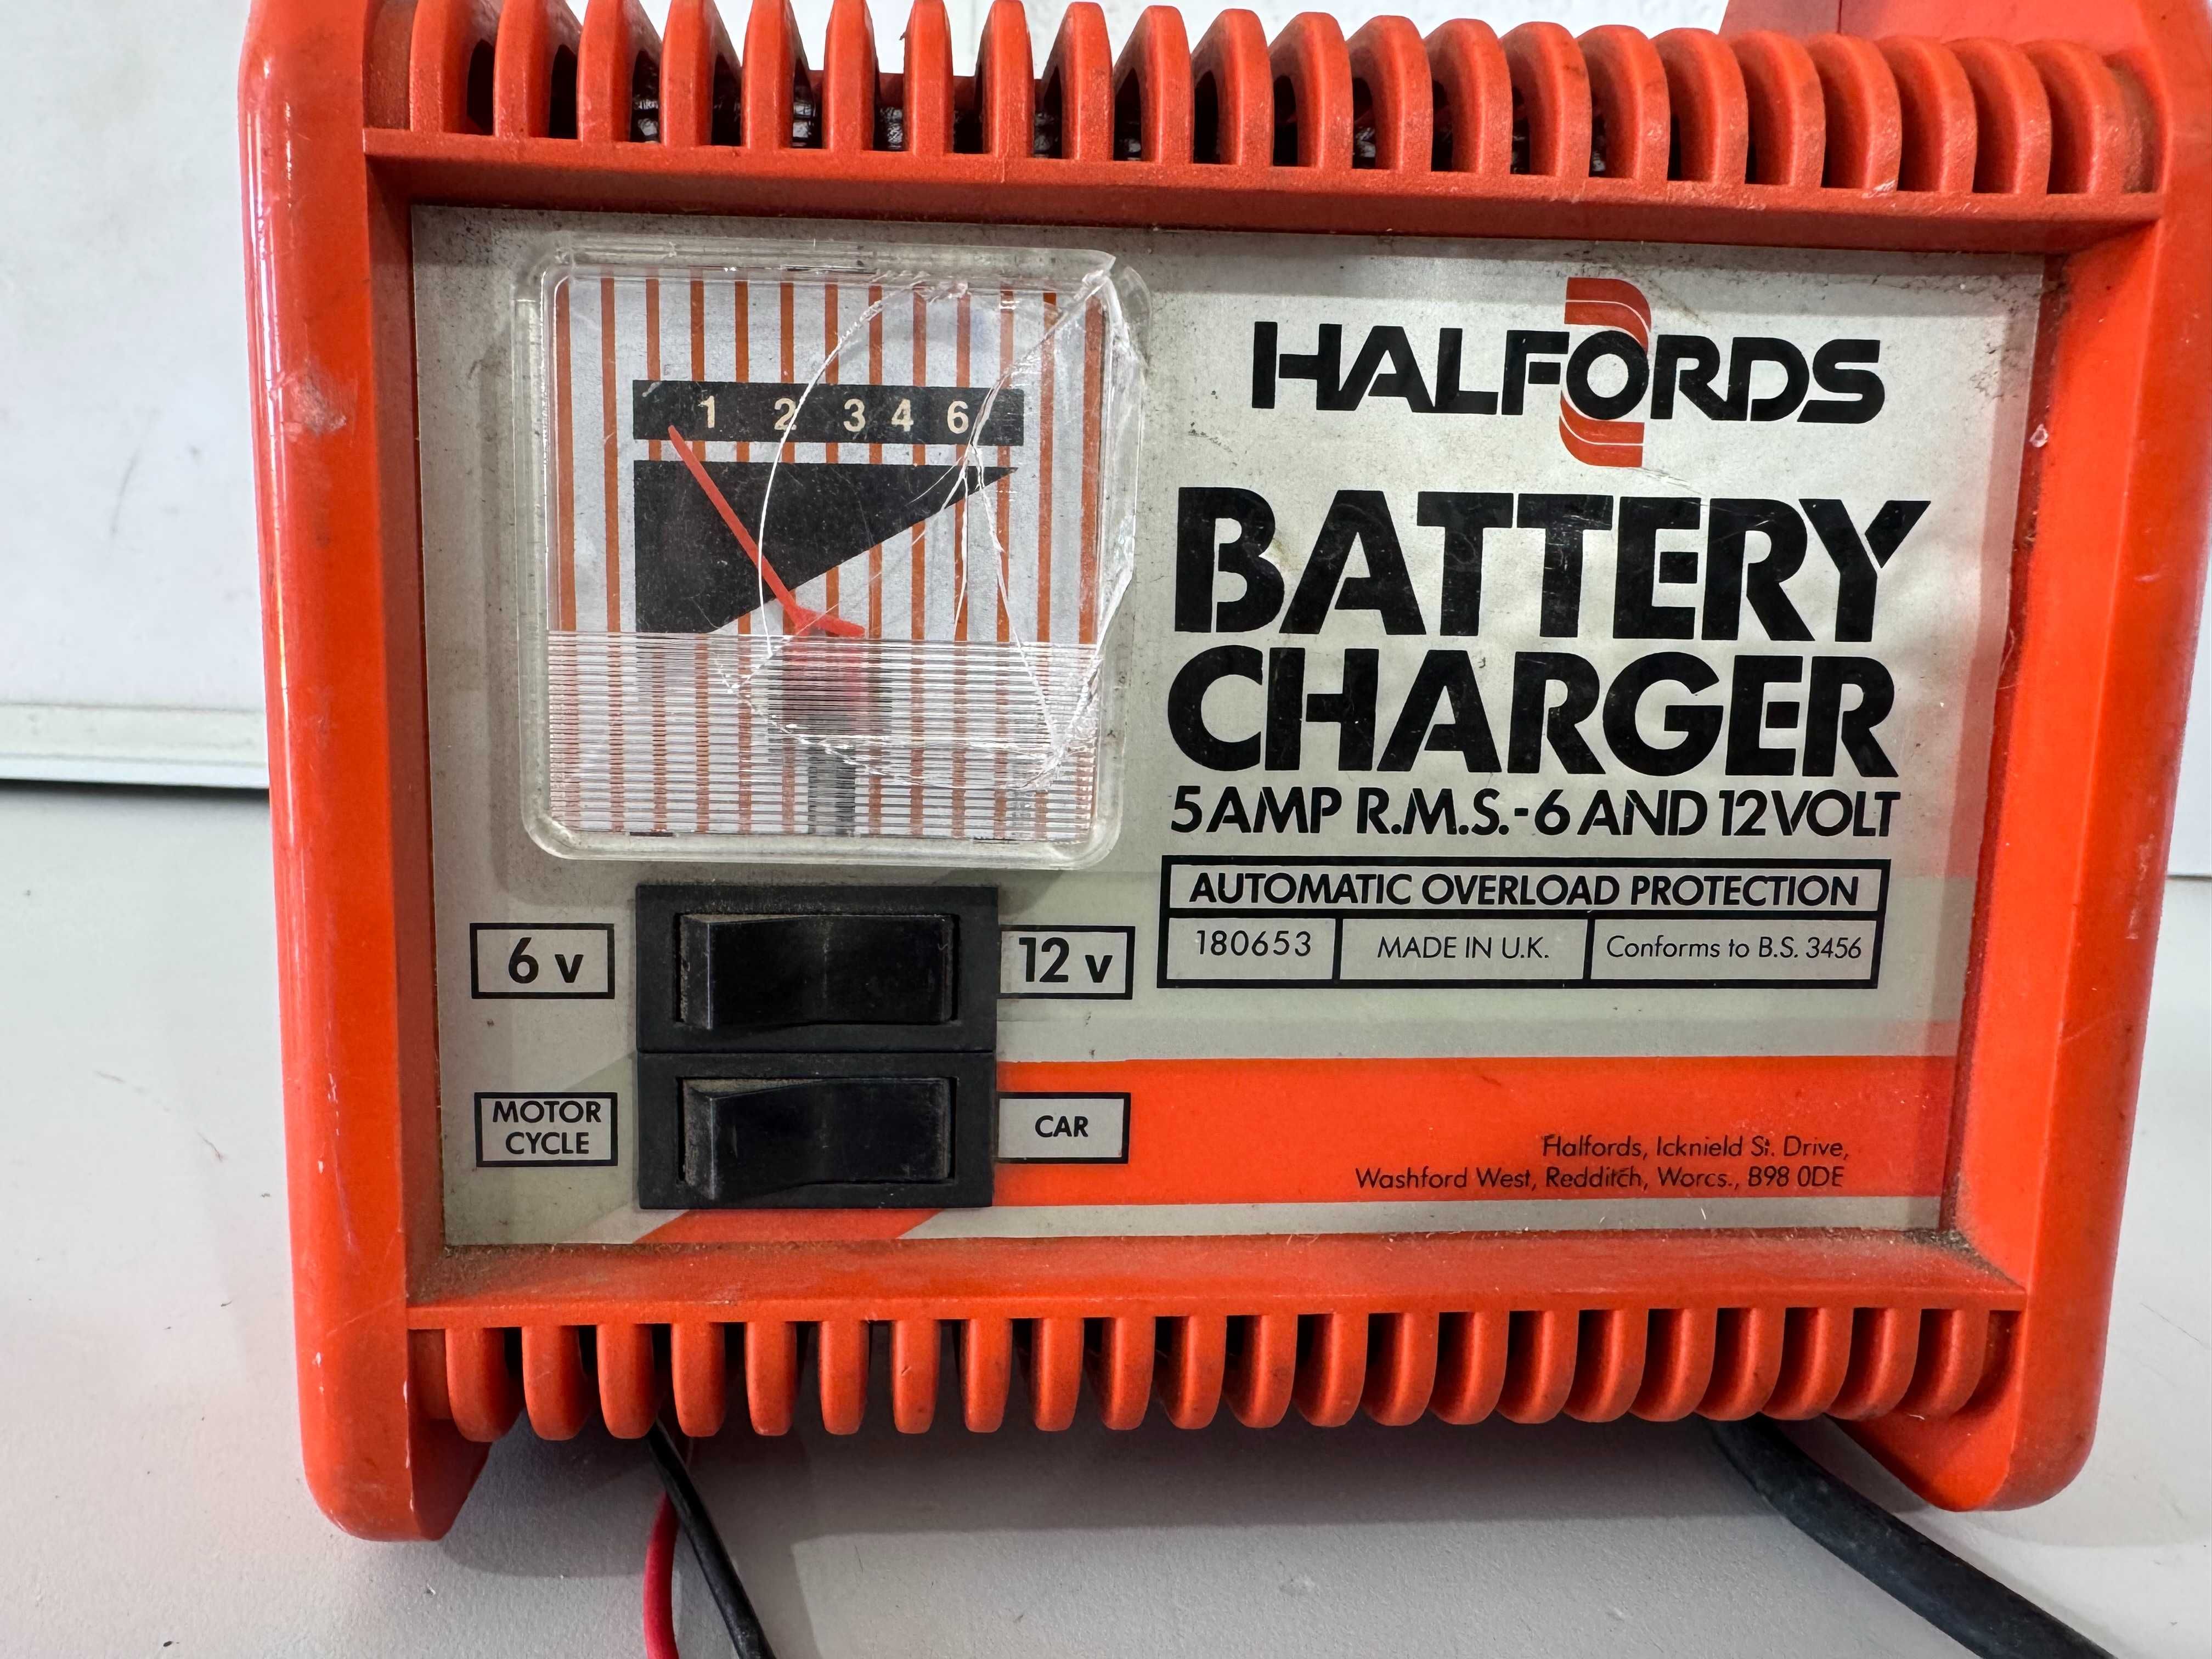 1 2 3 4 6
HALFORDS
BATTERY
CHARGER
5 AMP R.M.S.-6 AND 12 VOLT
AUTOMATIC OVERLOAD PROTECTION
180653 MADE IN U.K. Conforms to B.S. 3456
6 v 12 v
MOTOR
CYCLE
CAR
Halfords, Icknield St. Drive,
Washford West, Redditch, Worcs., B98 0DE